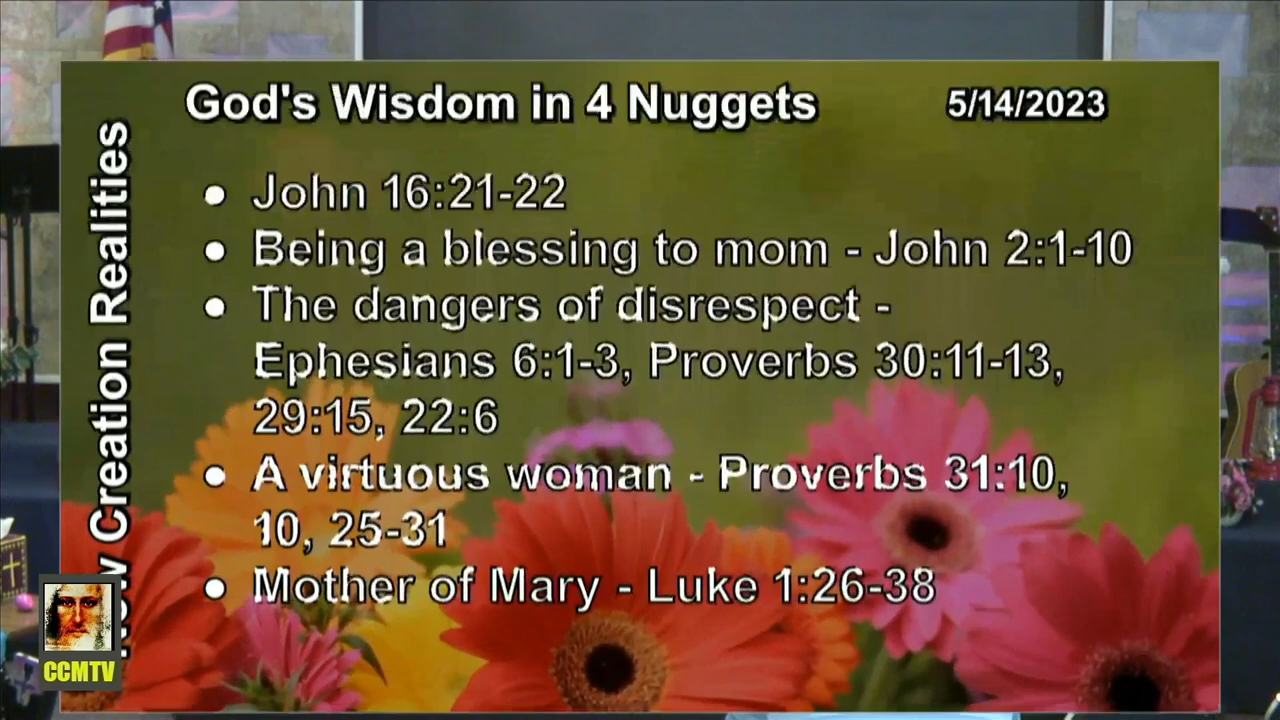 God's Wisdom in 4 Nuggets
5/14/2023
New Creation Realities
• John 16:21-22
• Being a blessing to mom - John 2:1-10
• The dangers of disrespect -
Ephesians 6:1-3, Proverbs 30:11-13,
29:15, 22:6
• A virtuous woman - Proverbs 31:10,
10, 25-31
• Mother of Mary - Luke 1:26-38
CCMTV